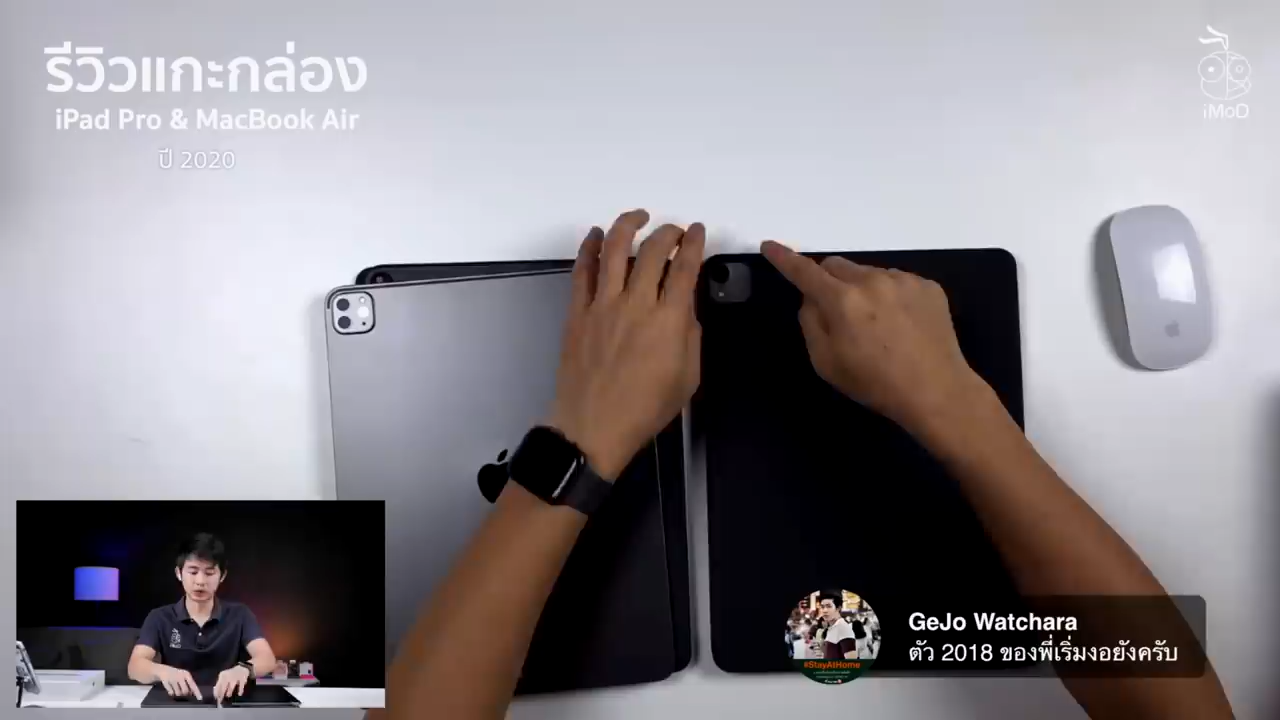 รีวิวแกะกล่อง
iPad Pro & MacBook Air
ปี 2020
iMoD
GeJo Watchara
ตัว 2018 ของพี่เริ่มงอยังครับ
#StayAtHome